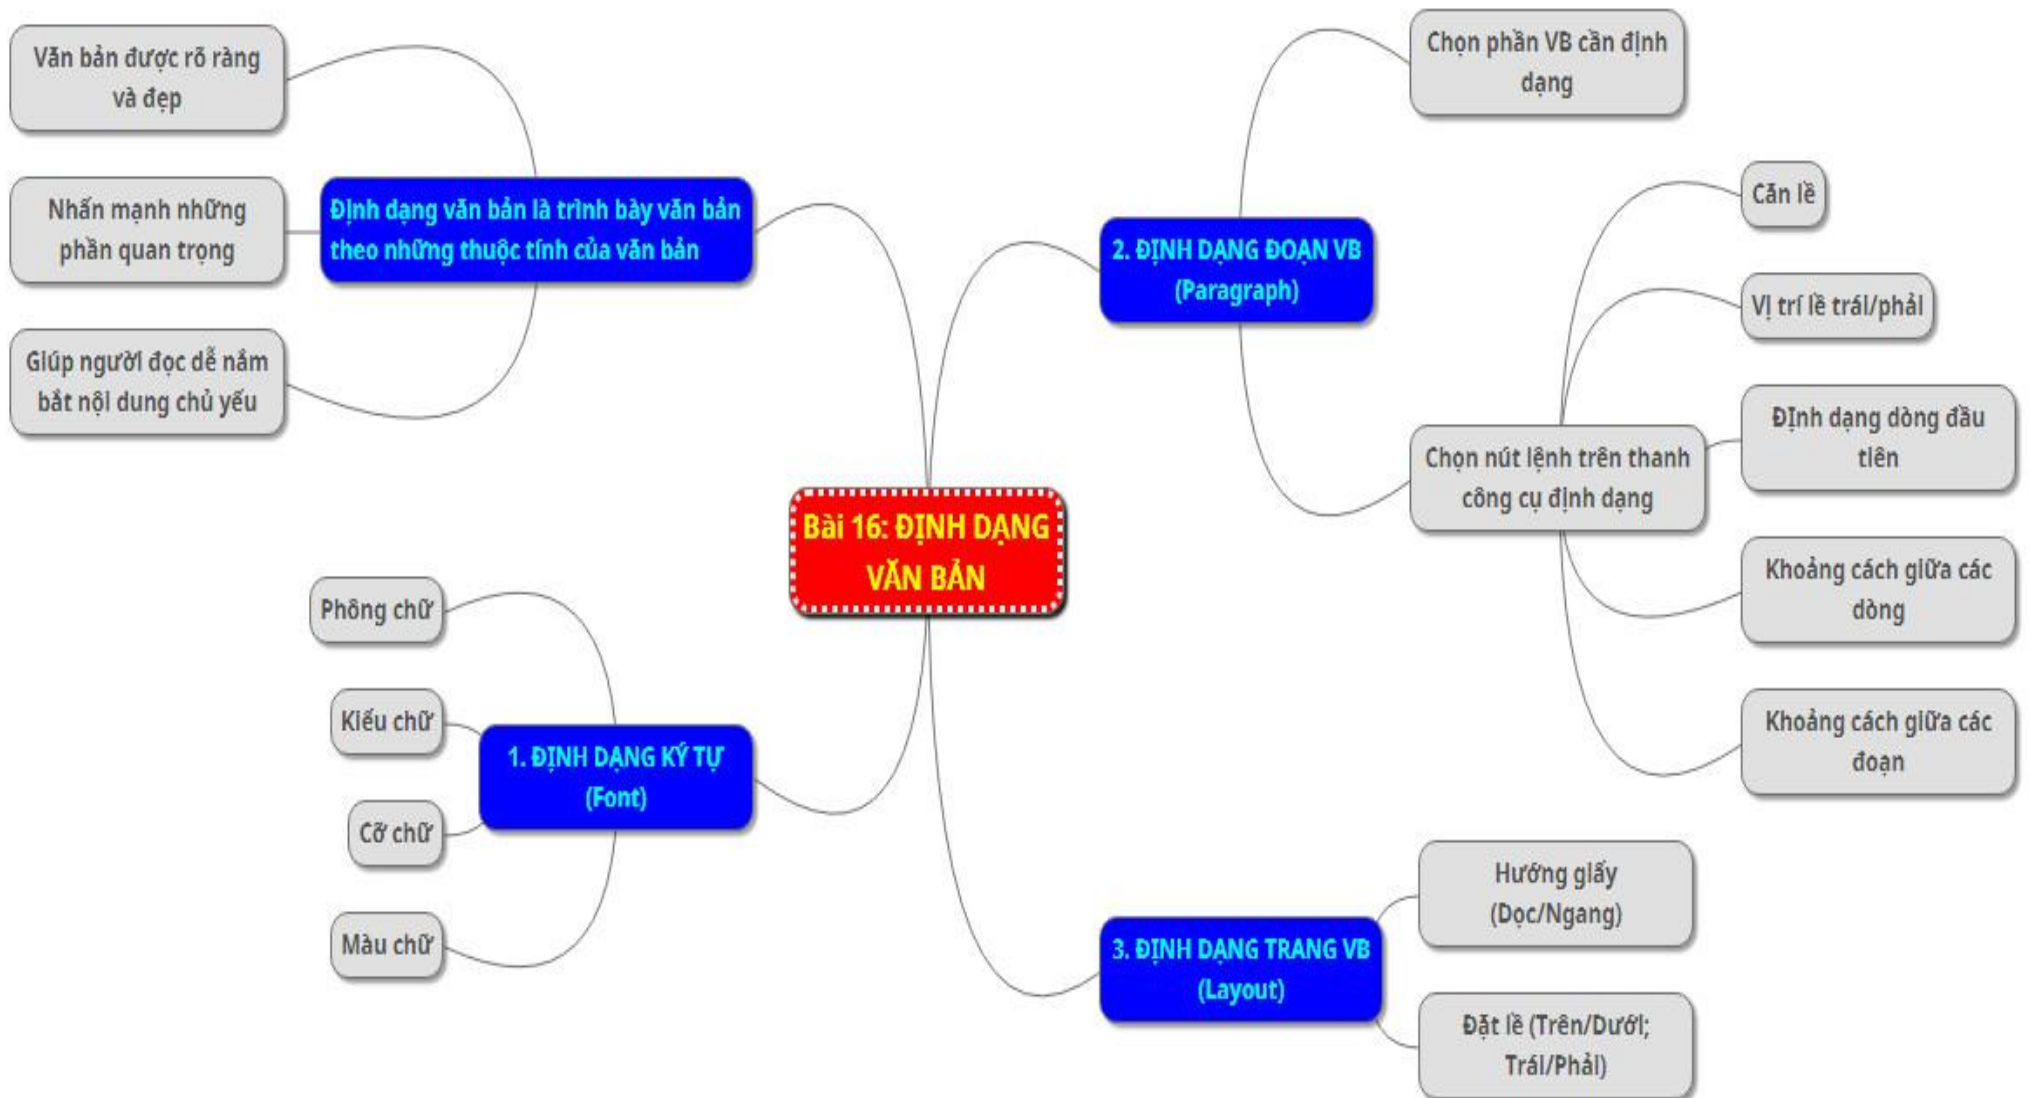 Bài 16: ĐỊNH DẠNG
VĂN BẢN
Định dạng văn bản là trình bày văn bản
theo những thuộc tính của văn bản
Văn bản được rõ ràng
và đẹp
Nhấn mạnh những
phần quan trọng
Giúp người đọc dễ nắm
bắt nội dung chủ yếu
1. ĐỊNH DẠNG KÝ TỰ
(Font)
Phông chữ
Kiểu chữ
Cỡ chữ
Màu chữ
2. ĐỊNH DẠNG ĐOẠN VB
(Paragraph)
Chọn phần VB cần định
dạng
Chọn nút lệnh trên thanh
công cụ định dạng
Căn lề
Vị trí lề trái/phải
Định dạng dòng đầu
tiên
Khoảng cách giữa các
dòng
Khoảng cách giữa các
đoạn
3. ĐỊNH DẠNG TRANG VB
(Layout)
Hướng giấy
(Dọc/Ngang)
Đặt lề (Trên/Dưới;
Trái/Phải)